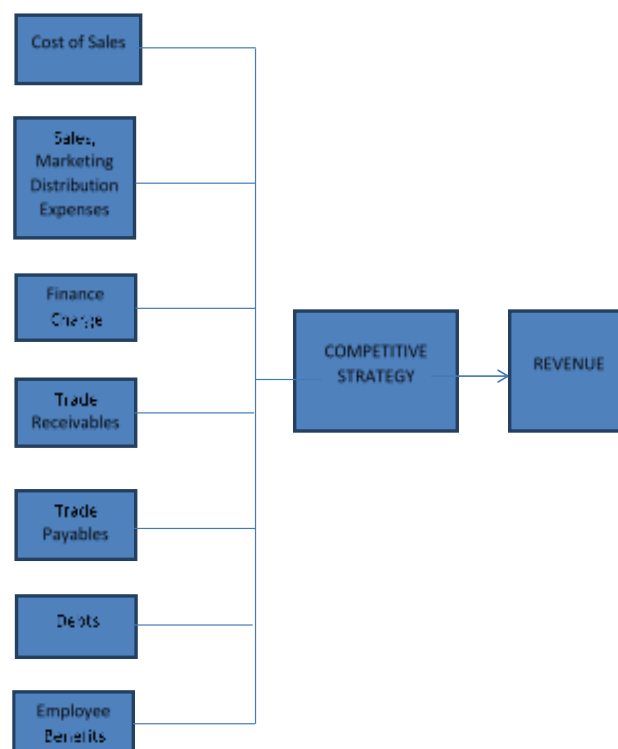 Cost of Sales
Sales,
Marketing
Distribution
Expenses
Finance
Charge
Trade
Receivables
Trade
Payables
Debts
Employee
Benefits
COMPETITIVE
STRATEGY
REVENUE